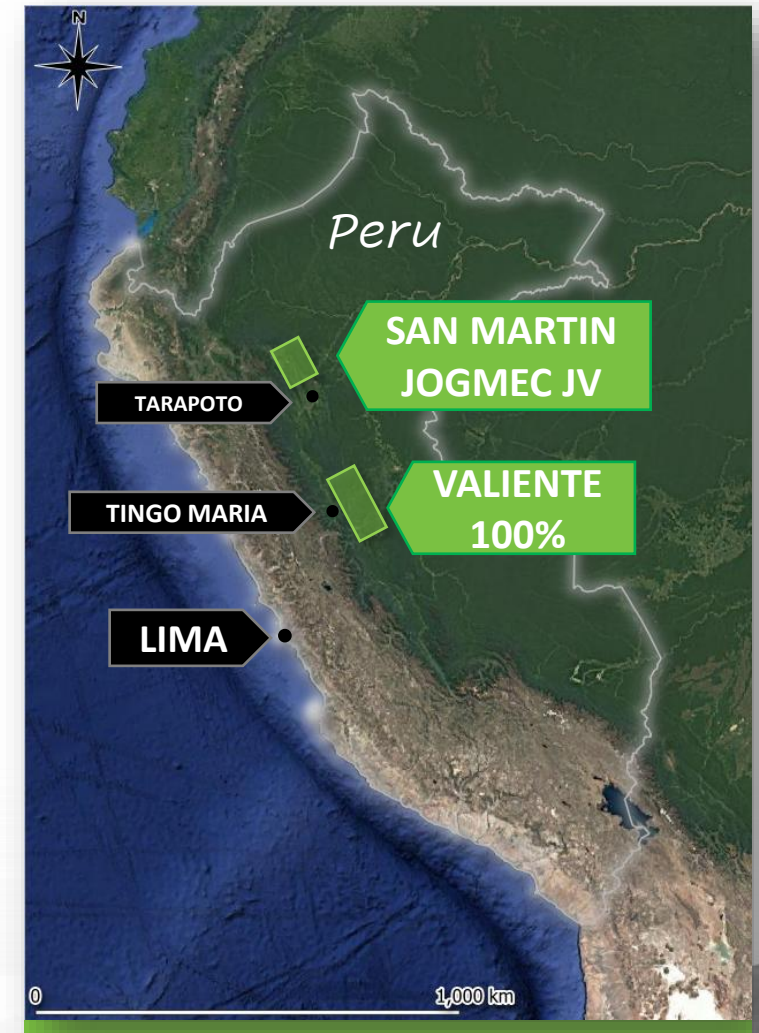 N
Peru
SAN MARTIN
JOGMEC JV
TARAPOTO
VALIENTE
100%
TINGO MARIA
LIMA
0
1,000 km